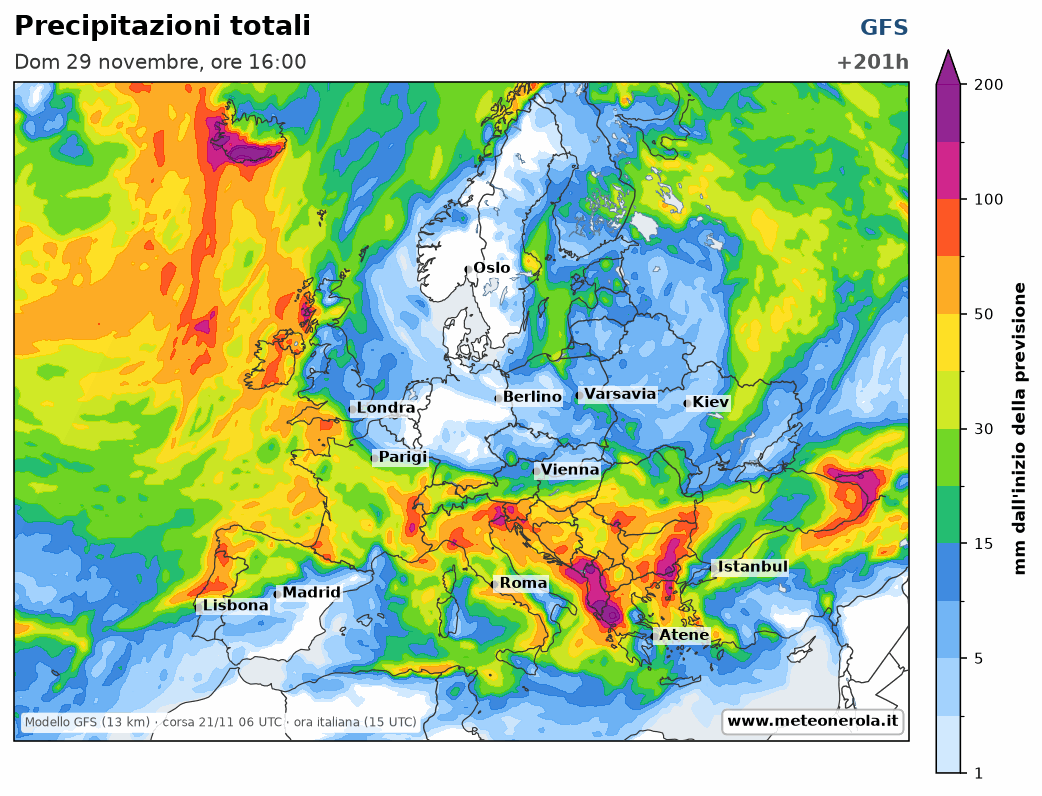 Precipitazioni totali
GFS
Dom 29 novembre, ore 16:00
+201h
200
100
50
30
15
5
1
mm dall'inizio della previsione
Oslo
Berlino
Varsavia
Kiev
Londra
Parigi
Vienna
Istanbul
Roma
Madrid
Lisbona
Atene
Modello GFS (13 km) · corsa 21/11 06 UTC · ora italiana (15 UTC)
www.meteonerola.it